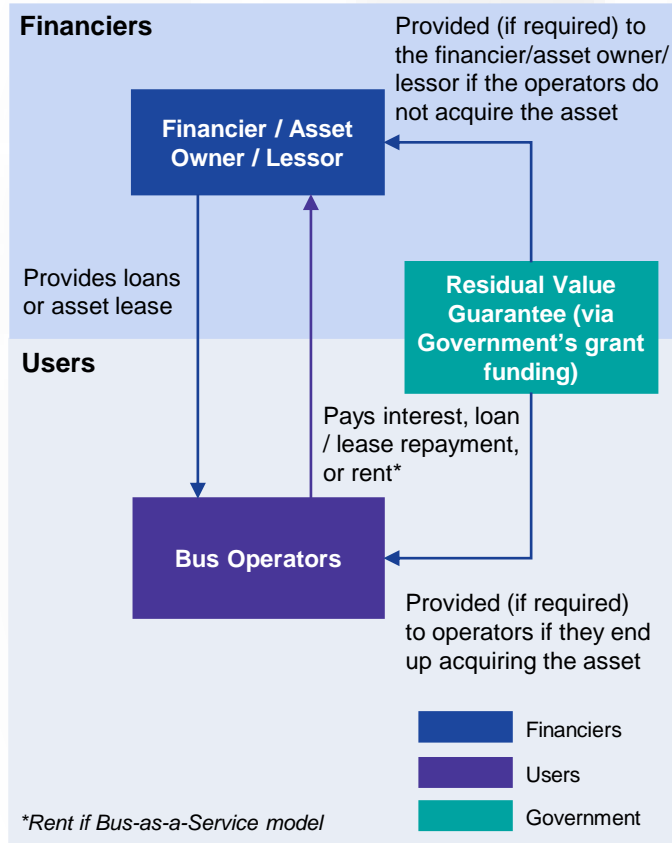 Financiers
Provided (if required) to
the financier/asset owner/
lessor if the operators do
not acquire the asset
Financier / Asset
Owner / Lessor
Provides loans
or asset lease
Residual Value
Guarantee (via
Government’s grant
funding)
Users
Pays interest, loan
/ lease repayment,
or rent*
Bus Operators
Provided (if required)
to operators if they end
up acquiring the asset
Financiers
Users
Government
*Rent if Bus-as-a-Service model